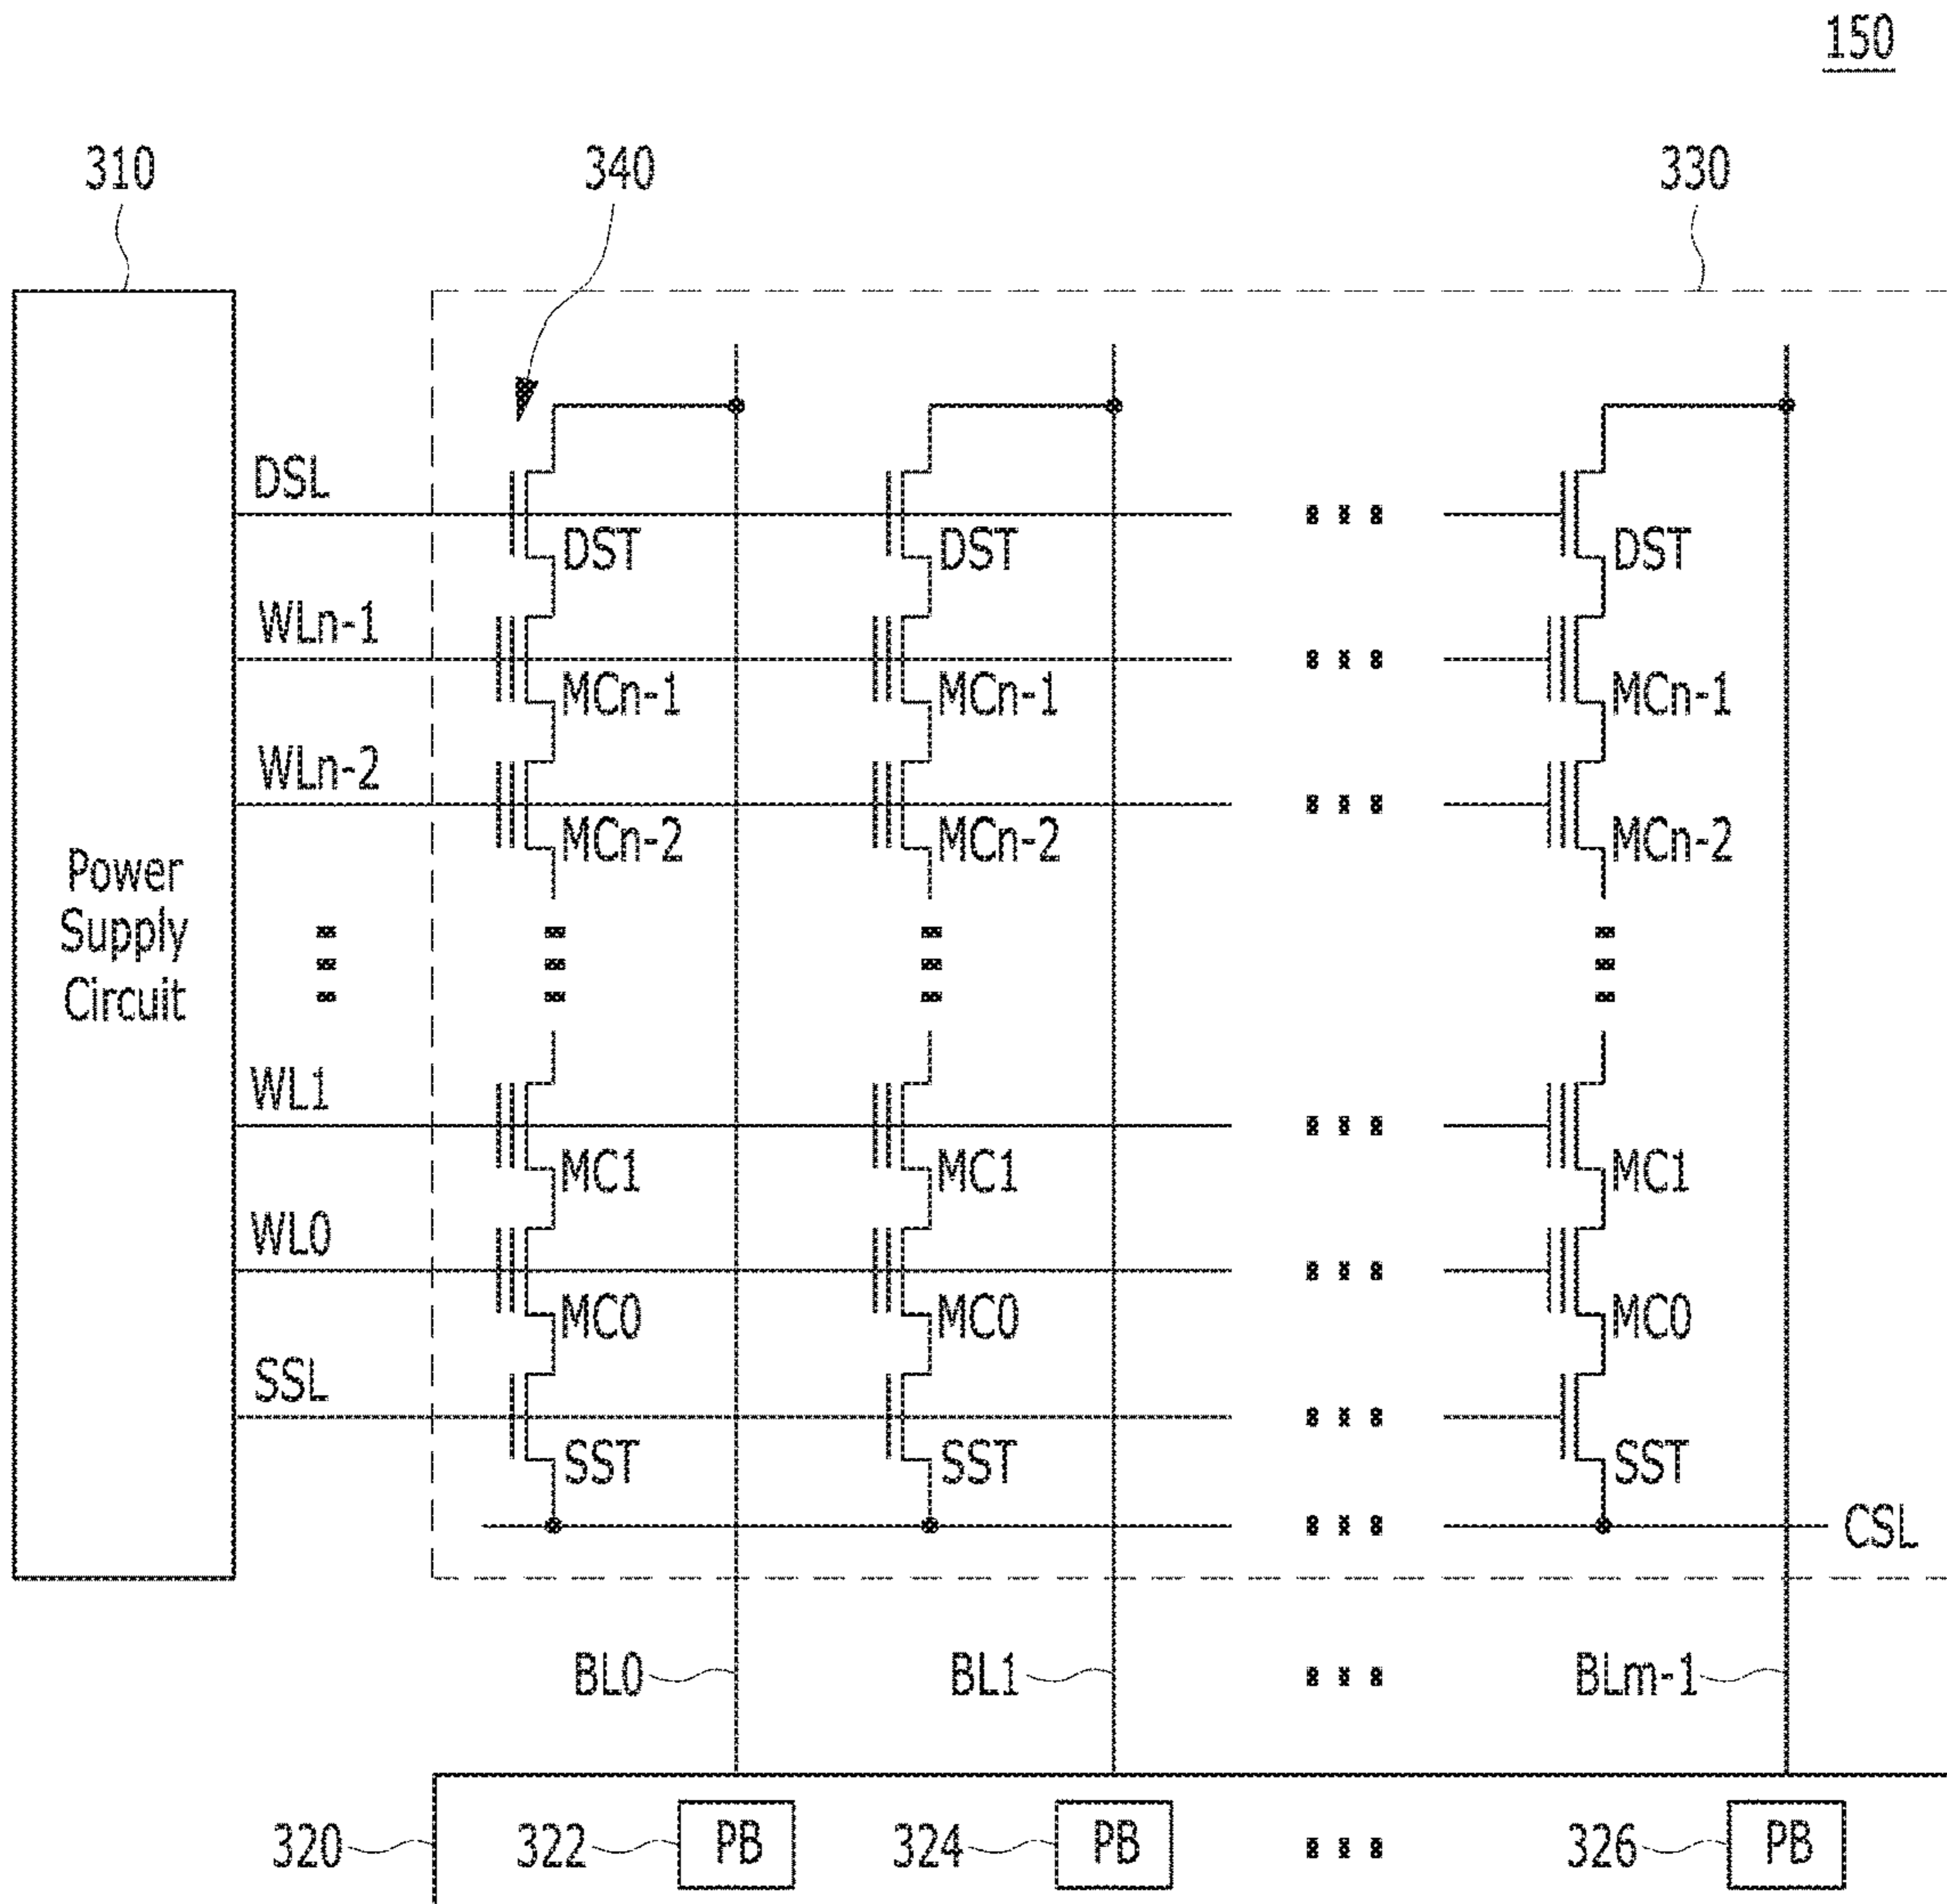 150
310 340 330
DSL
DST DST DST
WLn-1
MCn-1 MCn-1 MCn-1
WLn-2
MCn-2 MCn-2 MCn-2
Power
Supply
Circuit
WL1
MC1 MC1 MC1
WL0
MC0 MC0 MC0
SSL
SST SST SST
CSL
BL0 BL1 BLm-1
320 322 PB 324 PB 326 PB